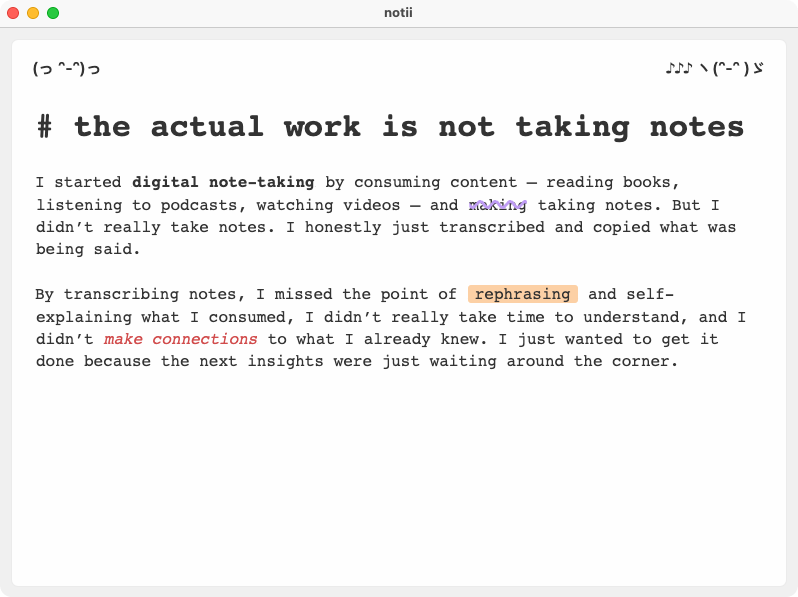 notii
(っ ᵔ-ᵔ)っ
♪♪♪ ヽ(ᵔ-ᵔ )ゞ
# the actual work is not taking notes
I started digital note-taking by consuming content — reading books,
listening to podcasts, watching videos — and making taking notes. But I
didn’t really take notes. I honestly just transcribed and copied what was
being said.
By transcribing notes, I missed the point of rephrasing and self-
explaining what I consumed, I didn’t really take time to understand, and I
didn’t make connections to what I already knew. I just wanted to get it
done because the next insights were just waiting around the corner.